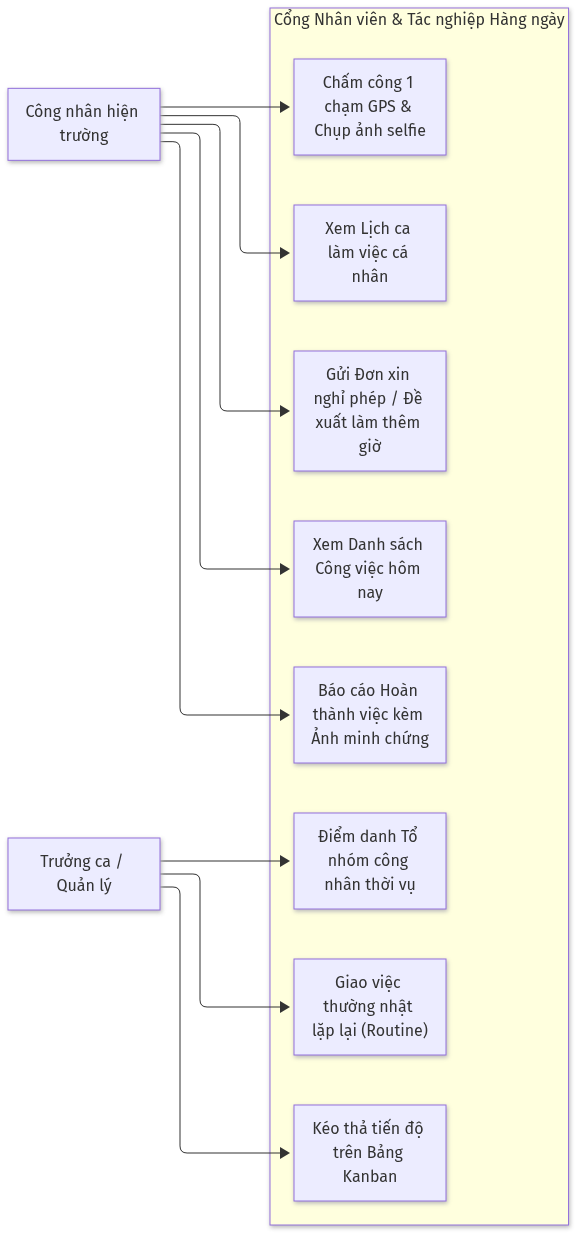 Cổng Nhân viên & Tác nghiệp Hàng ngày
Công nhân hiện
trường
Chấm công 1
chạm GPS &
Chụp ảnh selfie
Xem Lịch ca
làm việc cá
nhân
Gửi Đơn xin
nghỉ phép / Đề
xuất làm thêm
giờ
Xem Danh sách
Công việc hôm
nay
Báo cáo Hoàn
thành việc kèm
Ảnh minh chứng
Trưởng ca /
Quản lý
Điểm danh Tổ
nhóm công
nhân thời vụ
Giao việc
thường nhật
lặp lại (Routine)
Kéo thả tiến độ
trên Bảng
Kanban